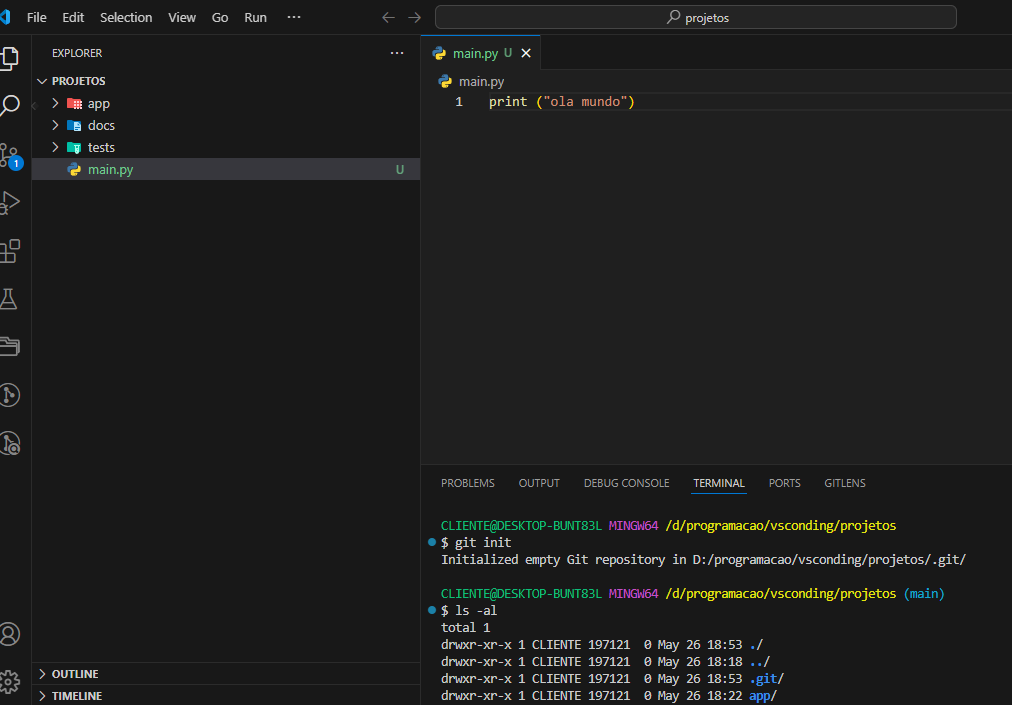 File Edit Selection View Go Run ···
projetos
EXPLORER ···
PROJETOS
app
docs
tests
main.py U
1
main.py U
main.py
1 print ("ola mundo")
PROBLEMS OUTPUT DEBUG CONSOLE TERMINAL PORTS GITLENS
CLIENTE@DESKTOP-BUNT83L MINGW64 /d/programacao/vsconding/projetos
$ git init
Initialized empty Git repository in D:/programacao/vsconding/projetos/.git/
CLIENTE@DESKTOP-BUNT83L MINGW64 /d/programacao/vsconding/projetos (main)
$ ls -al
total 1
drwxr-xr-x 1 CLIENTE 197121 0 May 26 18:53 ./
drwxr-xr-x 1 CLIENTE 197121 0 May 26 18:18 ../
drwxr-xr-x 1 CLIENTE 197121 0 May 26 18:53 .git/
drwxr-xr-x 1 CLIENTE 197121 0 May 26 18:22 app/
OUTLINE
TIMELINE